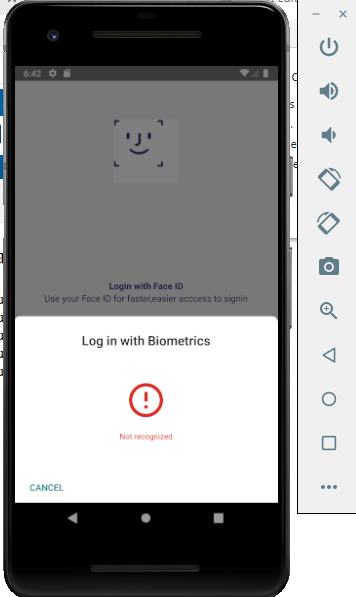 6:42
Login with Face ID
Use your Face ID for faster,easier acccess to signin
Log in with Biometrics
Not recognized
CANCEL